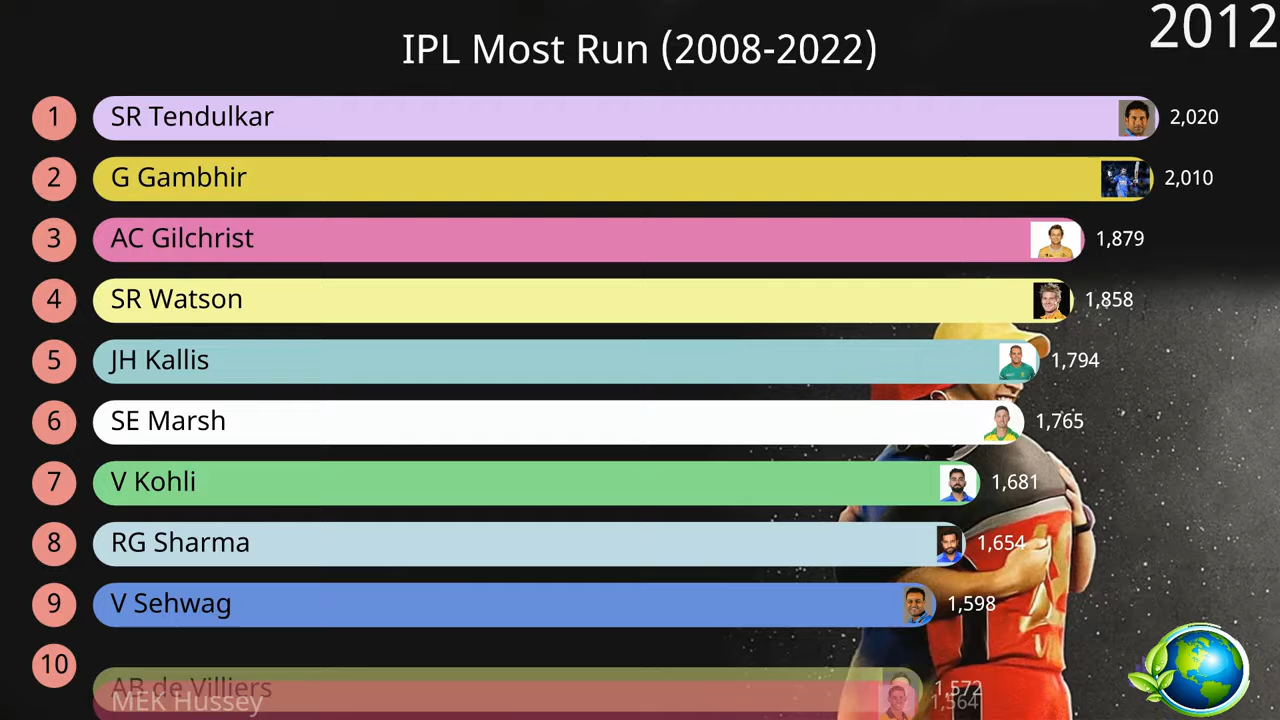 2012
IPL Most Run (2008-2022)
1 SR Tendulkar 2,020
2 G Gambhir 2,010
3 AC Gilchrist 1,879
4 SR Watson 1,858
5 JH Kallis 1,794
6 SE Marsh 1,765
7 V Kohli 1,681
8 RG Sharma 1,654
9 V Sehwag 1,598
10
AB de Villiers 1,572
MEK Hussey 1,564